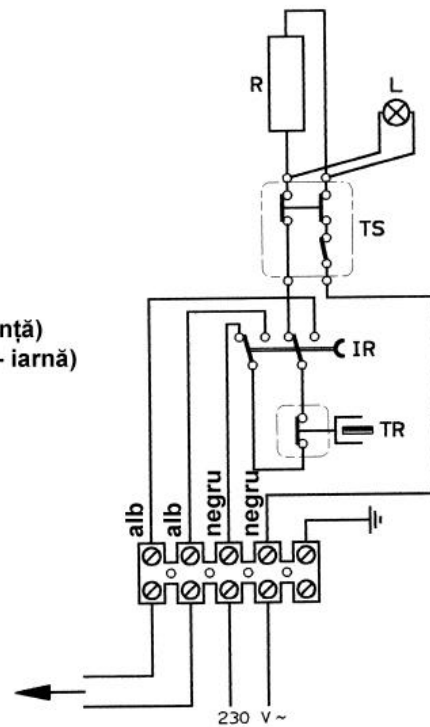 R
L
TS
nță)
- iarnă)
IR
TR
alb
alb
negru
negru
230 V ~